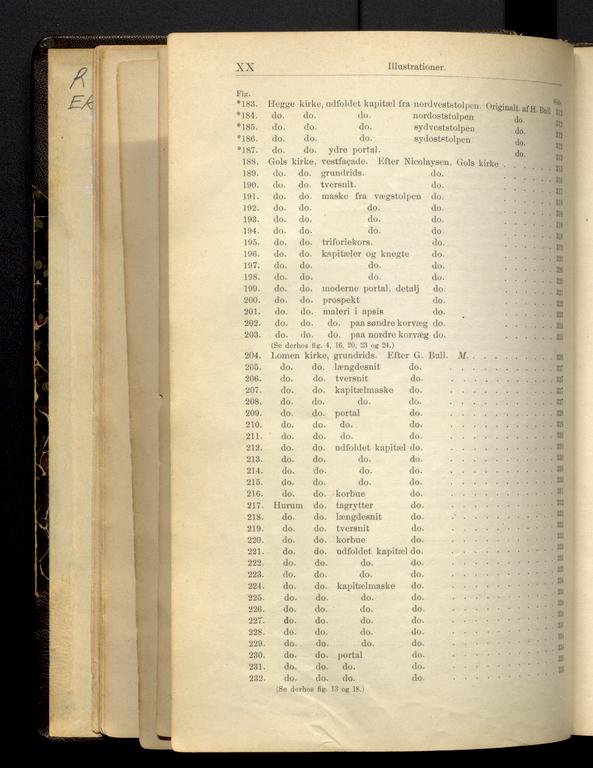 R
EK
XX Illustrationer.
Fig. Side.
*183. Hegge kirke, udfoldet kapitæl fra nordveststolpen. Originalt. af H. Bull 312
*184. do. do. do. nordoststolpen do. 312
*185. do. do. do. sydveststolpen do. 312
*186. do. do. do. sydoststolpen do. 312
*187. do. do. ydre portal. do. 313
188. Gols kirke, vestfaçade. Efter Nicolaysen, Gols kirke
189. do. do. grundrids. do.
190. do. do. tversnit. do.
191. do. do. maske fra vægstolpen do.
192. do. do. do. do.
193. do. do. do. do.
194. do. do. do. do.
195. do. do. triforiekors. do.
196. do. do. kapitæler og knegte do.
197. do. do. do. do.
198. do. do. do. do.
199. do. do. moderne portal, detalj do.
200. do. do. prospekt do.
201. do. do. maleri i apsis do.
202. do. do. do. paa søndre korvæg do.
203. do. do. do. paa nordre korvæg do.
(Se derhos fig. 4, 16, 20, 23 og 24.)
204. Lomen kirke, grundrids. Efter G. Bull. M.
205. do. do. længdesnit do.
206. do. do. tversnit do.
207. do. do. kapitælmaske do.
208. do. do. do. do.
209. do. do. portal do.
210. do. do. do. do.
211. do. do. do. do.
212. do. do. udfoldet kapitæl do.
213. do. do. do. do.
214. do. do. do. do.
215. do. do. do. do.
216. do. do. korbue do.
217. Hurum do. tagrytter do.
218. do. do. længdesnit do.
219. do. do. tversnit do.
220. do. do. korbue do.
221. do. do. udfoldet kapitæl do.
222. do. do. do. do.
223. do. do. do. do.
224. do. do. kapitælmaske do.
225. do. do. do. do.
226. do. do. do. do.
227. do. do. do. do.
228. do. do. do. do.
229. do. do. do. do.
230. do. do. portal do.
231. do. do. do. do.
232. do. do. do. do.
(Se derhos fig. 13 og 18.)